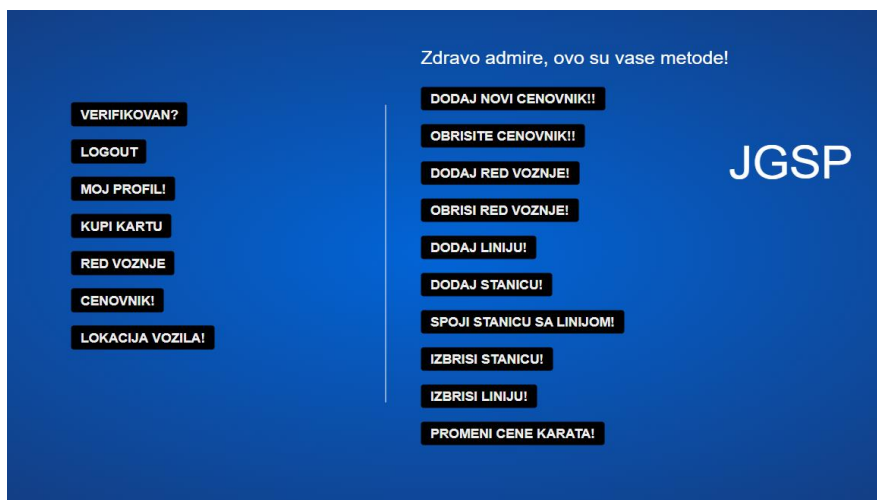 VERIFIKOVAN?
LOGOUT
MOJ PROFIL!
KUPI KARTU
RED VOZNJE
CENOVNIK!
LOKACIJA VOZILA!
Zdravo admire, ovo su vase metode!
DODAJ NOVI CENOVNIK!!
OBRISITE CENOVNIK!!
DODAJ RED VOZNJE!
OBRISI RED VOZNJE!
DODAJ LINIJU!
DODAJ STANICU!
SPOJI STANICU SA LINIJOM!
IZBRISI STANICU!
IZBRISI LINIJU!
PROMENI CENE KARATA!
JGSP